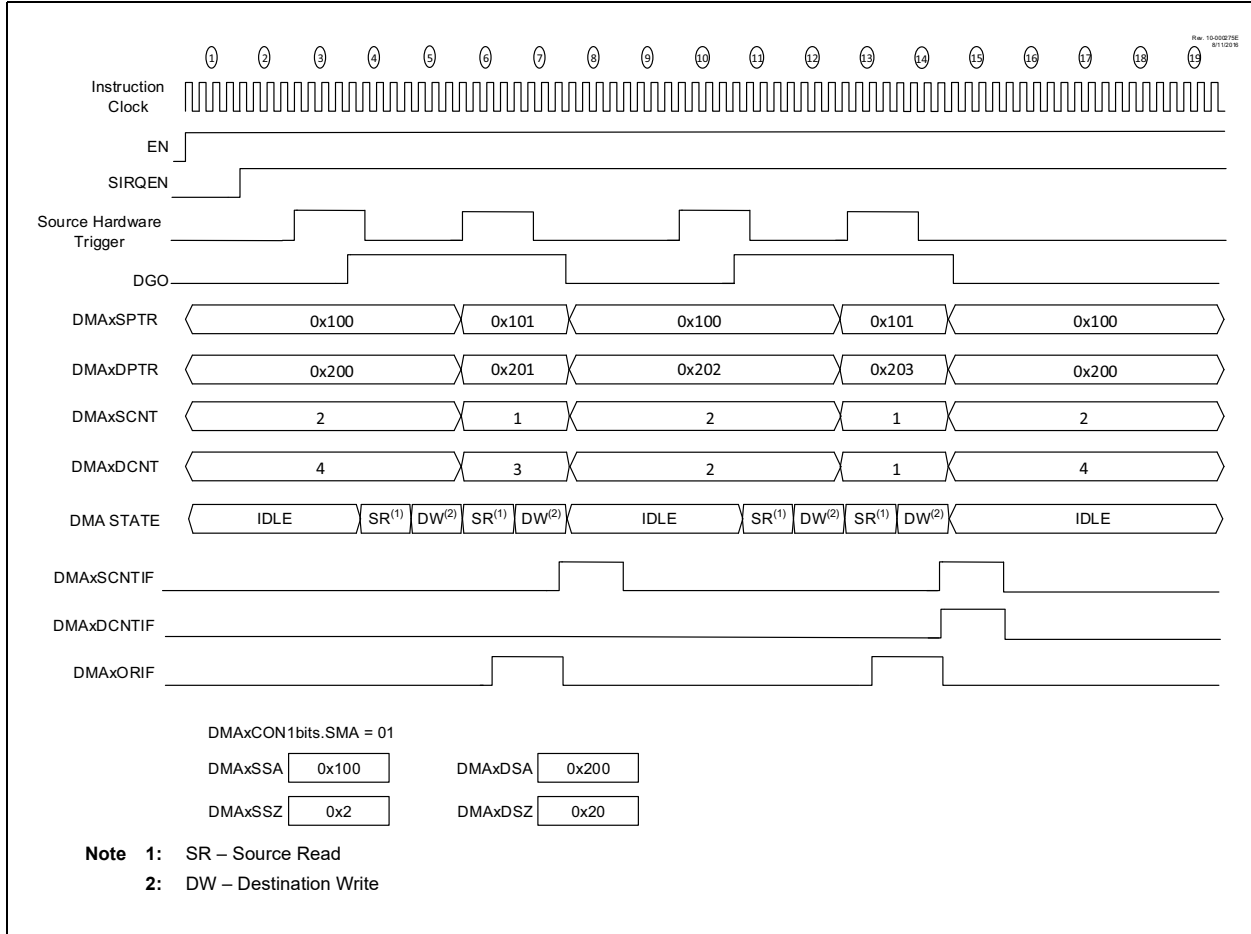 Rev. 10-000275E
8/11/2016
1 2 3 4 5 6 7 8 9 10 11 12 13 14 15 16 17 18 19
Instruction
Clock
EN
SIRQEN
Source Hardware
Trigger
DGO
DMAxSPTR 0x100 0x101 0x100 0x101 0x100
DMAxDPTR 0x200 0x201 0x202 0x203 0x200
DMAxSCNT 2 1 2 1 2
DMAxDCNT 4 3 2 1 4
DMA STATE IDLE SR(1) DW(2) SR(1) DW(2) IDLE SR(1) DW(2) SR(1) DW(2) IDLE
DMAxSCNTIF
DMAxDCNTIF
DMAxORIF
DMAxCON1bits.SMA = 01
DMAxSSA 0x100 DMAxDSA 0x200
DMAxSSZ 0x2 DMAxDSZ 0x20
Note 1: SR – Source Read
2: DW – Destination Write